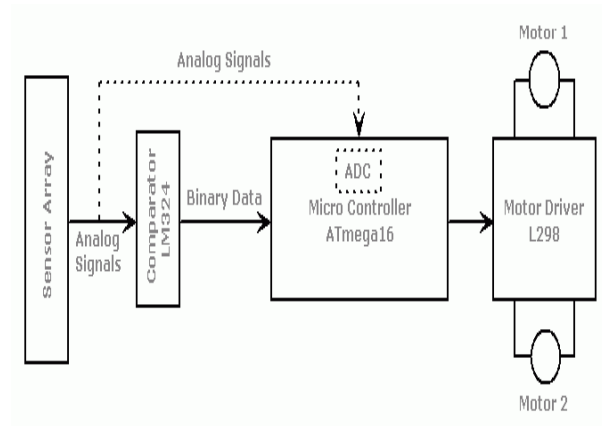 Motor 1
Analog Signals
Sensor Array
Analog
Signals
Comparator
LM324
Binary Data
ADC
Micro Controller
ATmega16
Motor Driver
L298
Motor 2